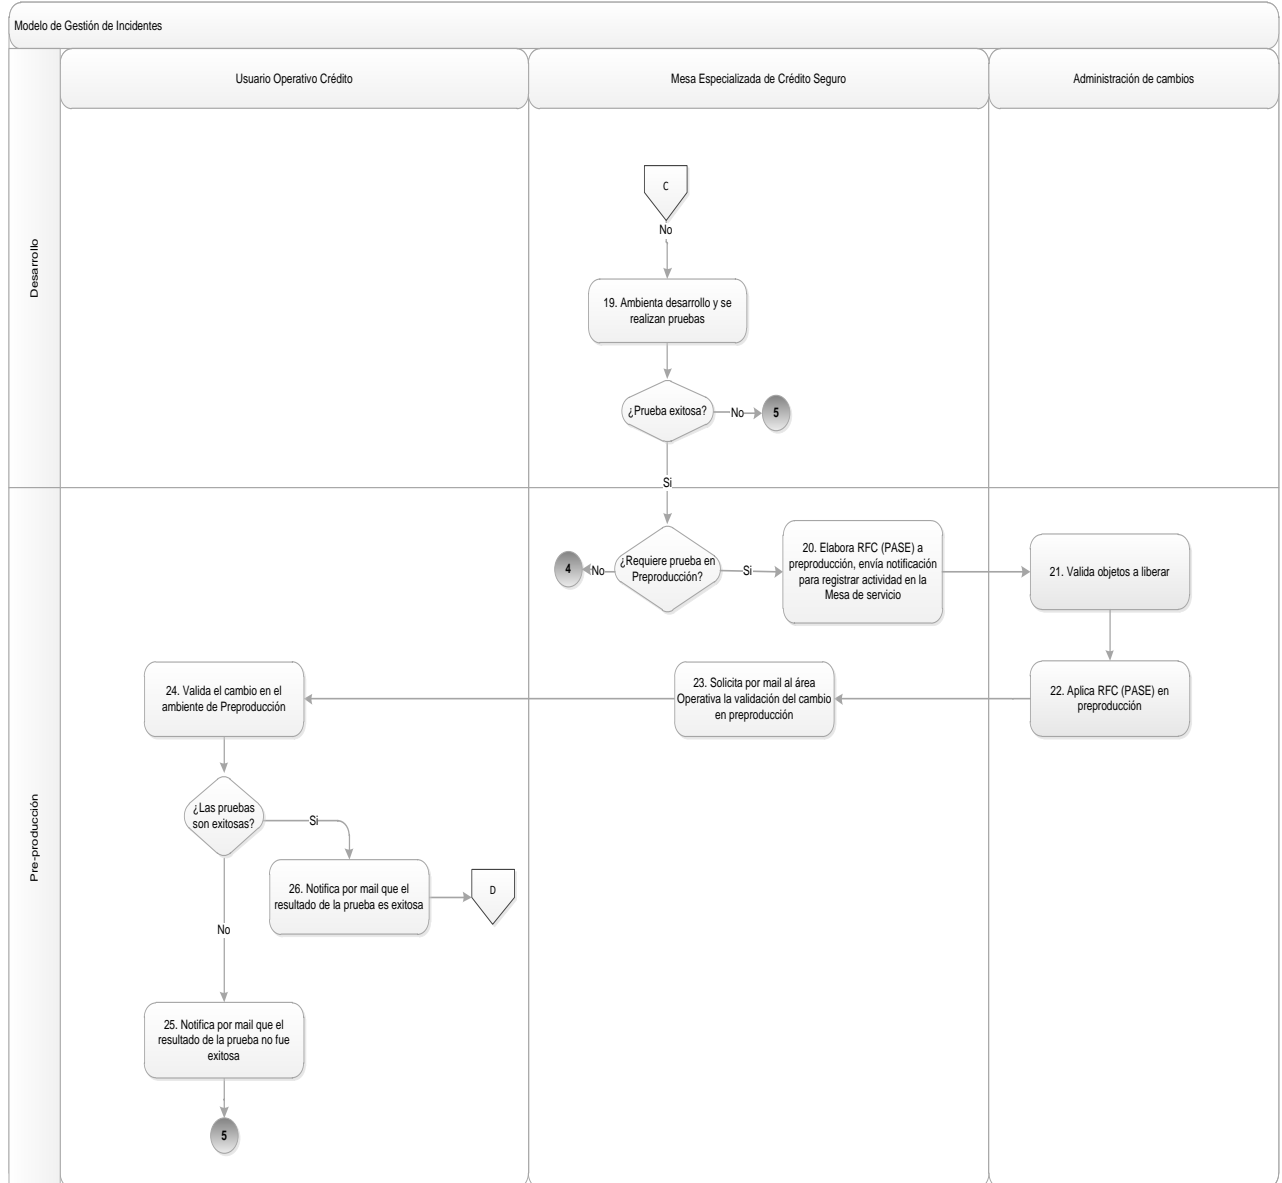 Modelo de Gestión de Incidentes
Usuario Operativo Crédito
Mesa Especializada de Crédito Seguro
Administración de cambios
Desarrollo
C
No
19. Ambienta desarrollo y se
realizan pruebas
¿Prueba exitosa?
No
5
Si
Pre-producción
4
No
¿Requiere prueba en
Preproducción?
Si
20. Elabora RFC (PASE) a
preproducción, envía notificación
para registrar actividad en la
Mesa de servicio
21. Valida objetos a liberar
22. Aplica RFC (PASE) en
preproducción
23. Solicita por mail al área
Operativa la validación del cambio
en preproducción
24. Valida el cambio en el
ambiente de Preproducción
¿Las pruebas
son exitosas?
Si
26. Notifica por mail que el
resultado de la prueba es exitosa
D
No
25. Notifica por mail que el
resultado de la prueba no fue
exitosa
5